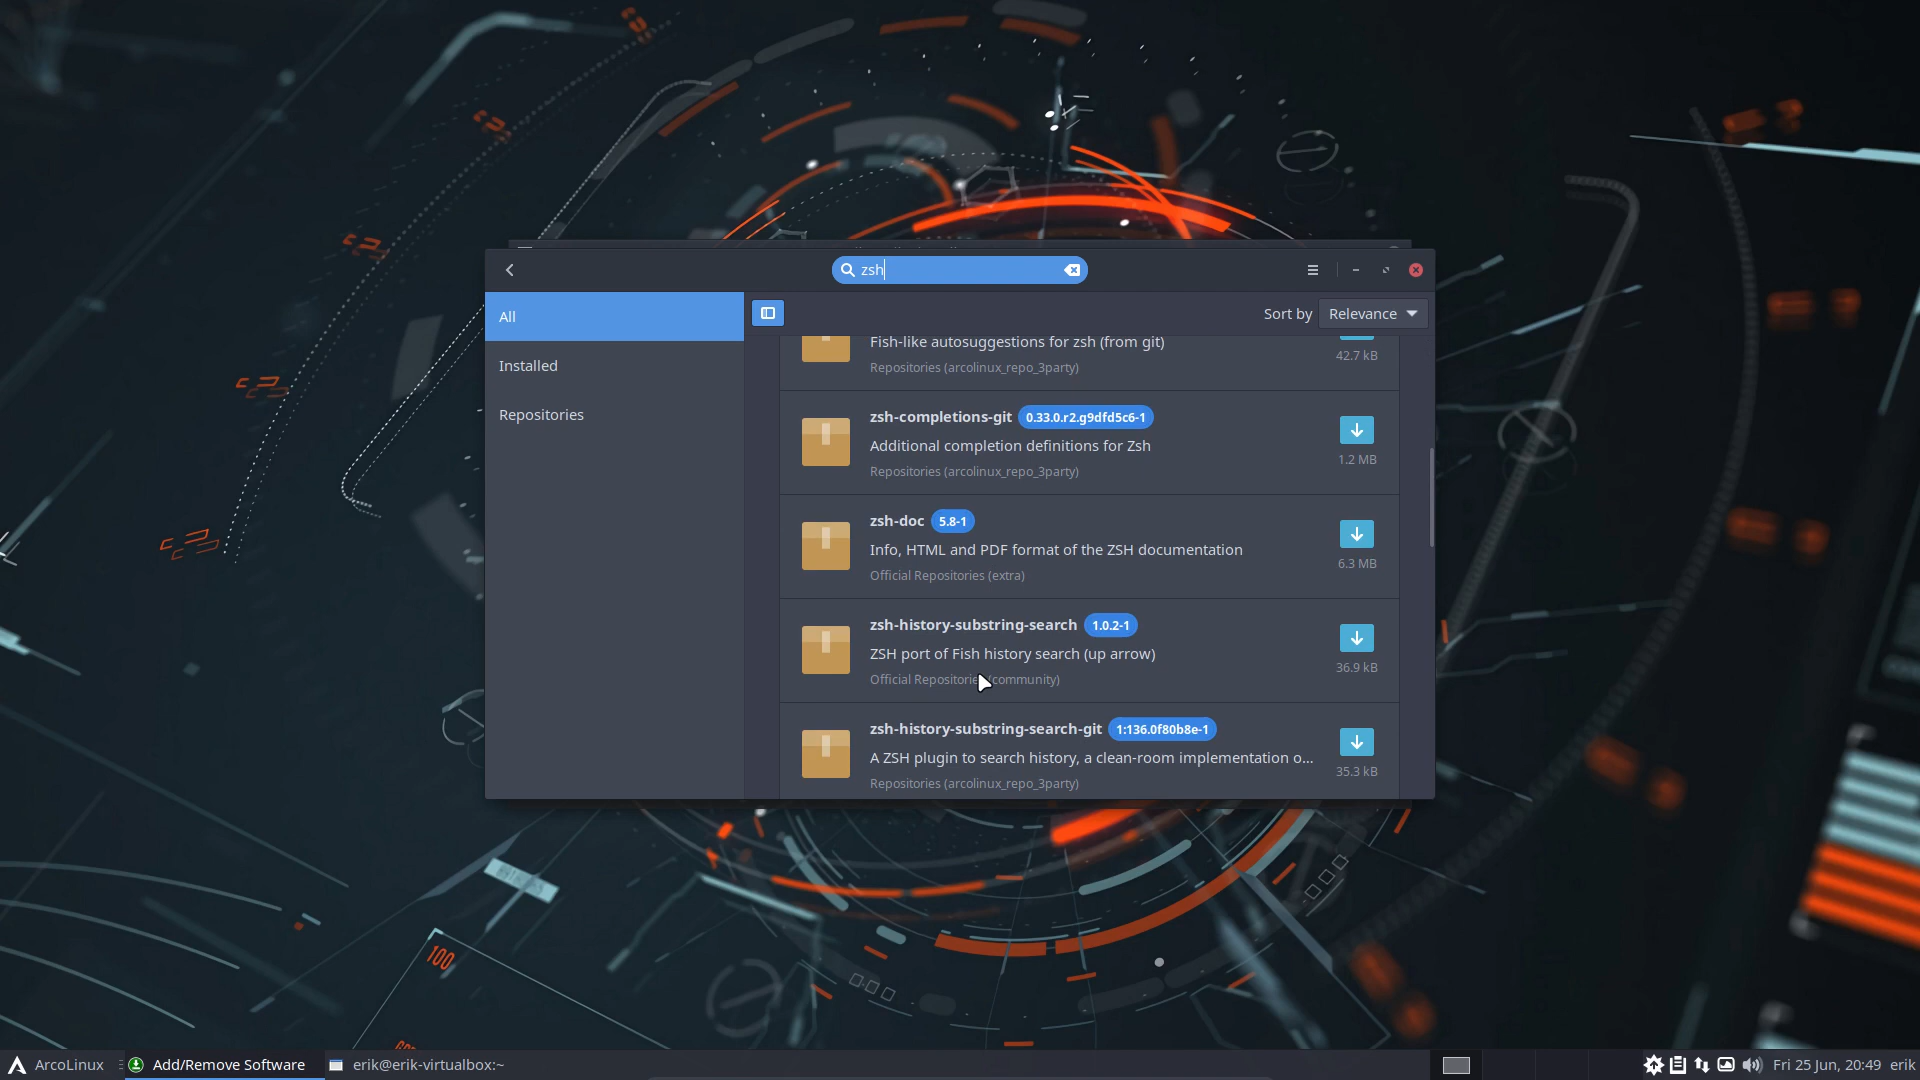 zsh
All
Installed
Repositories
Sort by Relevance
Fish-like autosuggestions for zsh (from git)
42.7 kB
Repositories (arcolinux_repo_3party)
zsh-completions-git 0.33.0.r2.g9dfd5c6-1
Additional completion definitions for Zsh
1.2 MB
Repositories (arcolinux_repo_3party)
zsh-doc 5.8-1
Info, HTML and PDF format of the ZSH documentation
6.3 MB
Official Repositories (extra)
zsh-history-substring-search 1.0.2-1
ZSH port of Fish history search (up arrow)
36.9 kB
Official Repositories (community)
zsh-history-substring-search-git 1:136.0f80b8e-1
A ZSH plugin to search history, a clean-room implementation o...
35.3 kB
Repositories (arcolinux_repo_3party)
100
ArcoLinux
Add/Remove Software
erik@erik-virtualbox:~
Fri 25 Jun, 20:49 erik